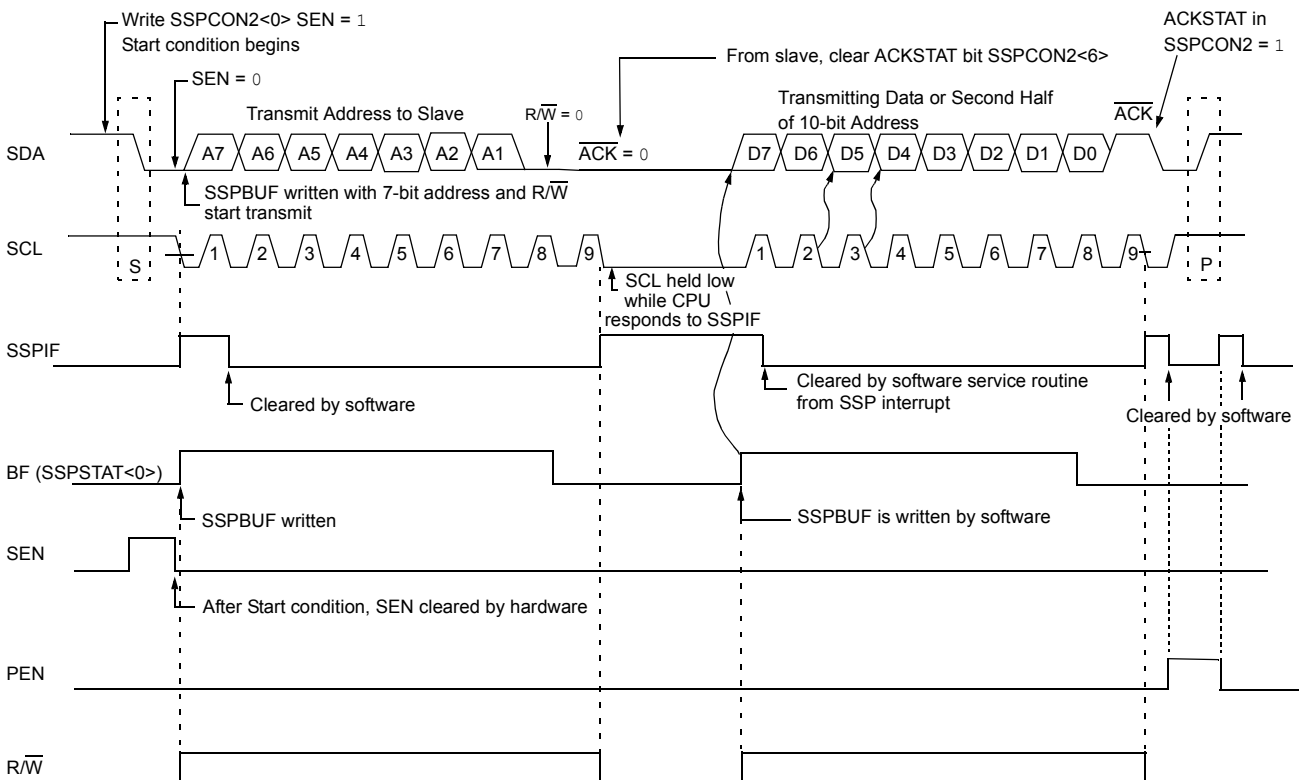 Write SSPCON2<0> SEN = 1
Start condition begins
SEN = 0
Transmit Address to Slave
R/W̅ = 0
From slave, clear ACKSTAT bit SSPCON2<6>
Transmitting Data or Second Half
of 10-bit Address
ACKSTAT in
SSPCON2 = 1
A̅C̅K̅
SDA
A7 A6 A5 A4 A3 A2 A1
A̅C̅K̅ = 0
D7 D6 D5 D4 D3 D2 D1 D0
SSPBUF written with 7-bit address and R/W̅
start transmit
SCL
S
1 2 3 4 5 6 7 8 9
1 2 3 4 5 6 7 8 9
P
SCL held low
while CPU
responds to SSPIF
SSPIF
Cleared by software
Cleared by software service routine
from SSP interrupt
Cleared by software
BF (SSPSTAT<0>)
SSPBUF written
SSPBUF is written by software
SEN
After Start condition, SEN cleared by hardware
PEN
R/W̅